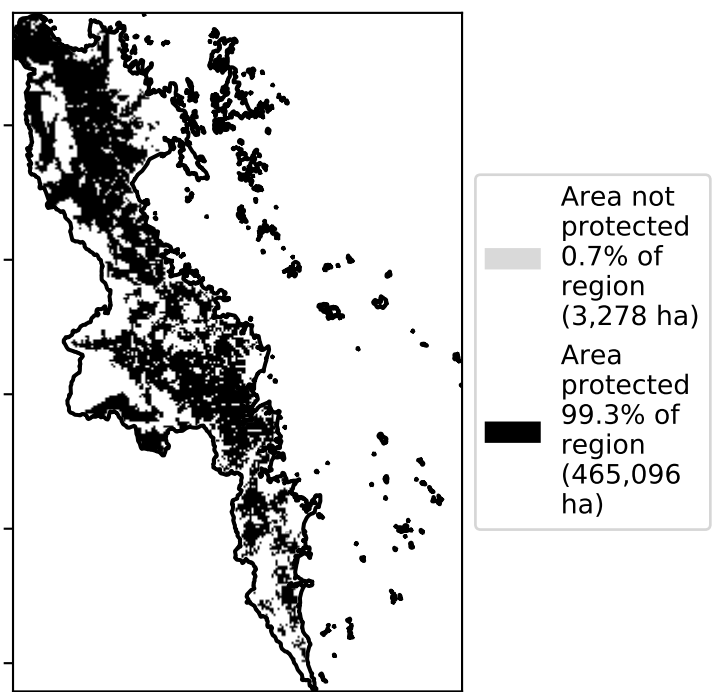 Area not
protected
0.7% of
region
(3,278 ha)
Area
protected
99.3% of
region
(465,096
ha)